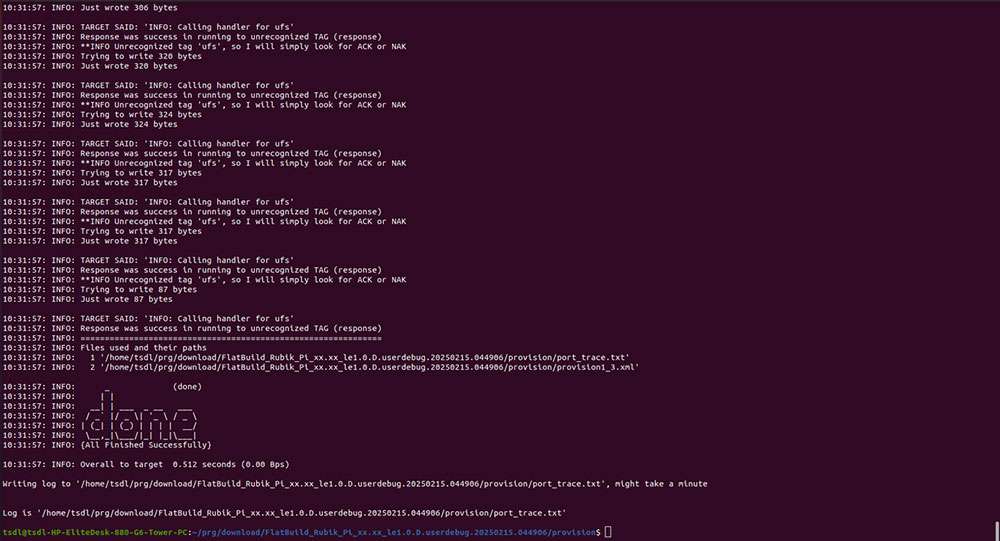 10:31:57: INFO: Just wrote 306 bytes
10:31:57: INFO: TARGET SAID: 'INFO: Calling handler for ufs'
10:31:57: INFO: Response was success in running to unrecognized TAG (response)
10:31:57: INFO: **INFO Unrecognized tag 'ufs', so I will simply look for ACK or NAK
10:31:57: INFO: Trying to write 320 bytes
10:31:57: INFO: Just wrote 320 bytes
10:31:57: INFO: TARGET SAID: 'INFO: Calling handler for ufs'
10:31:57: INFO: Response was success in running to unrecognized TAG (response)
10:31:57: INFO: **INFO Unrecognized tag 'ufs', so I will simply look for ACK or NAK
10:31:57: INFO: Trying to write 324 bytes
10:31:57: INFO: Just wrote 324 bytes
10:31:57: INFO: TARGET SAID: 'INFO: Calling handler for ufs'
10:31:57: INFO: Response was success in running to unrecognized TAG (response)
10:31:57: INFO: **INFO Unrecognized tag 'ufs', so I will simply look for ACK or NAK
10:31:57: INFO: Trying to write 317 bytes
10:31:57: INFO: Just wrote 317 bytes
10:31:57: INFO: TARGET SAID: 'INFO: Calling handler for ufs'
10:31:57: INFO: Response was success in running to unrecognized TAG (response)
10:31:57: INFO: **INFO Unrecognized tag 'ufs', so I will simply look for ACK or NAK
10:31:57: INFO: Trying to write 317 bytes
10:31:57: INFO: Just wrote 317 bytes
10:31:57: INFO: TARGET SAID: 'INFO: Calling handler for ufs'
10:31:57: INFO: Response was success in running to unrecognized TAG (response)
10:31:57: INFO: **INFO Unrecognized tag 'ufs', so I will simply look for ACK or NAK
10:31:57: INFO: Trying to write 87 bytes
10:31:57: INFO: Just wrote 87 bytes
10:31:57: INFO: TARGET SAID: 'INFO: Calling handler for ufs'
10:31:57: INFO: Response was success in running to unrecognized TAG (response)
10:31:57: INFO: ==============================================================
10:31:57: INFO: Files used and their paths
10:31:57: INFO:   1 '/home/tsdl/prg/download/FlatBuild_Rubik_Pi_xx.xx_le1.0.D.userdebug.20250215.044906/provision/port_trace.txt'
10:31:57: INFO:   2 '/home/tsdl/prg/download/FlatBuild_Rubik_Pi_xx.xx_le1.0.D.userdebug.20250215.044906/provision/provision1_3.xml'
10:31:57: INFO:      _             (done)
10:31:57: INFO:     | |
10:31:57: INFO:   __| | ___  _ __   ___
10:31:57: INFO:  / _` |/ _ \| '_ \ / _ \
10:31:57: INFO: | (_| | (_) | | | |  __/
10:31:57: INFO:  \__,_|\___/|_| |_|\___|
10:31:57: INFO: {All Finished Successfully}
10:31:57: INFO: Overall to target  0.512 seconds (0.00 Bps)
Writing log to '/home/tsdl/prg/download/FlatBuild_Rubik_Pi_xx.xx_le1.0.D.userdebug.20250215.044906/provision/port_trace.txt', might take a minute
Log is '/home/tsdl/prg/download/FlatBuild_Rubik_Pi_xx.xx_le1.0.D.userdebug.20250215.044906/provision/port_trace.txt'
tsdl@tsdl-HP-EliteDesk-880-G6-Tower-PC:~/prg/download/FlatBuild_Rubik_Pi_xx.xx_le1.0.D.userdebug.20250215.044906/provision$